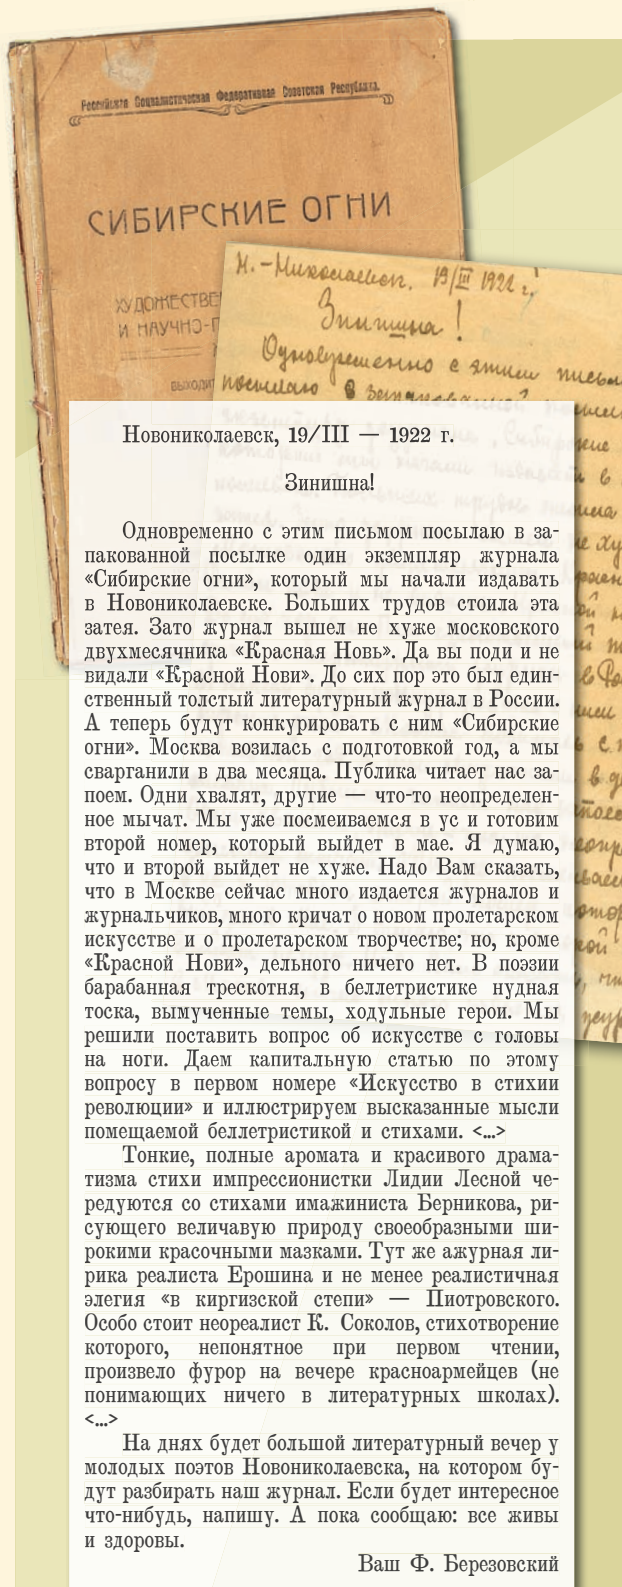 Российская Социалистическая Федеративная Советская Республика.
СИБИРСКИЕ ОГНИ
И НАУЧНО-
Н.-Николаевск. 19/III 1922 г.
Зинишна!
Одновременно с этим
посылаю в запакованной
Новониколаевск, 19/III — 1922 г.
Зинишна!
Одновременно с этим письмом посылаю в за-
пакованной посылке один экземпляр журнала
«Сибирские огни», который мы начали издавать
в Новониколаевске. Больших трудов стоила эта
затея. Зато журнал вышел не хуже московского
двухмесячника «Красная Новь». Да вы поди и не
видали «Красной Нови». До сих пор это был един-
ственный толстый литературный журнал в России.
А теперь будут конкурировать с ним «Сибирские
огни». Москва возилась с подготовкой год, а мы
сварганили в два месяца. Публика читает нас за-
поем. Одни хвалят, другие — что-то неопределен-
ное мычат. Мы уже посмеиваемся в ус и готовим
второй номер, который выйдет в мае. Я думаю,
что и второй выйдет не хуже. Надо Вам сказать,
что в Москве сейчас много издается журналов и
журнальчиков, много кричат о новом пролетарском
искусстве и о пролетарском творчестве; но, кроме
«Красной Нови», дельного ничего нет. В поэзии
барабанная трескотня, в беллетристике нудная
тоска, вымученные темы, ходульные герои. Мы
решили поставить вопрос об искусстве с головы
на ноги. Даем капитальную статью по этому
вопросу в первом номере «Искусство в стихии
революции» и иллюстрируем высказанные мысли
помещаемой беллетристикой и стихами. <...>
Тонкие, полные аромата и красивого драма-
тизма стихи импрессионистки Лидии Лесной че-
редуются со стихами имажиниста Берникова, ри-
сующего величавую природу своеобразными ши-
рокими красочными мазками. Тут же ажурная ли-
рика реалиста Ерошина и не менее реалистичная
элегия «в киргизской степи» — Пиотровского.
Особо стоит неореалист К. Соколов, стихотворение
которого, непонятное при первом чтении,
произвело фурор на вечере красноармейцев (не
понимающих ничего в литературных школах).
<...>
На днях будет большой литературный вечер у
молодых поэтов Новониколаевска, на котором бу-
дут разбирать наш журнал. Если будет интересное
что-нибудь, напишу. А пока сообщаю: все живы
и здоровы.
Ваш Ф. Березовский